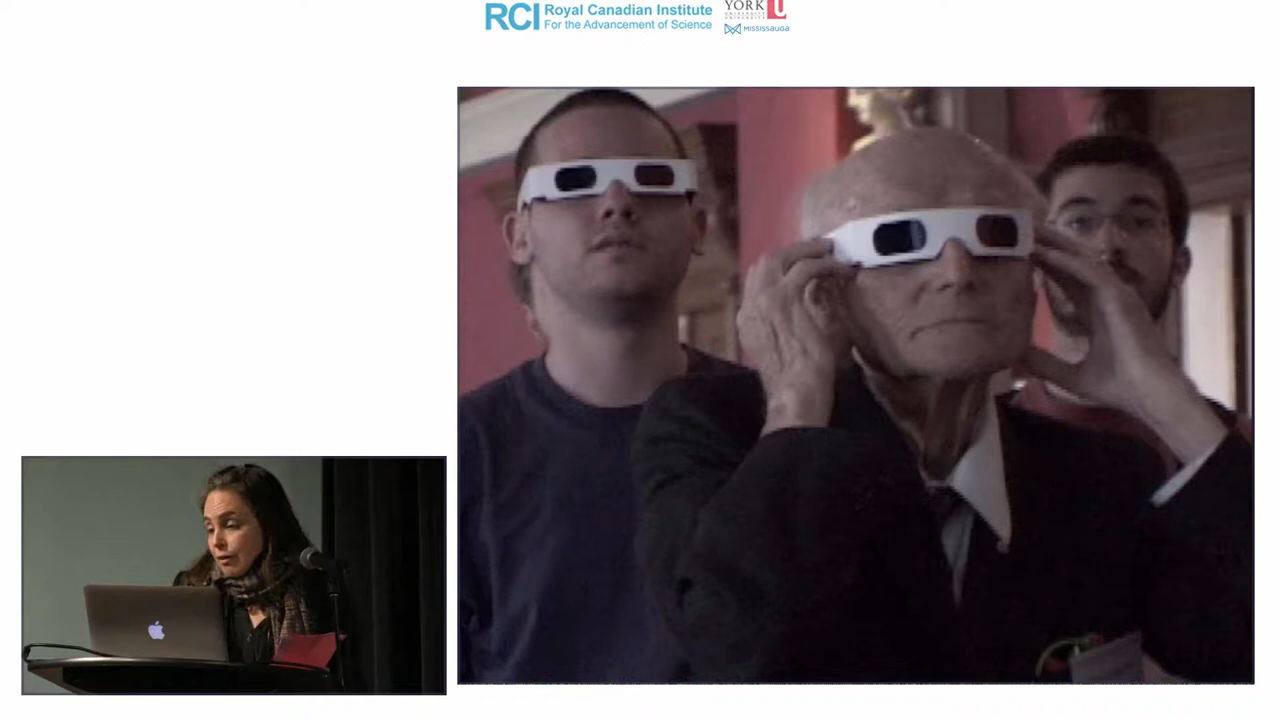 RCI
Royal Canadian Institute
For the Advancement of Science
YORK
U
MISSISSAUGA